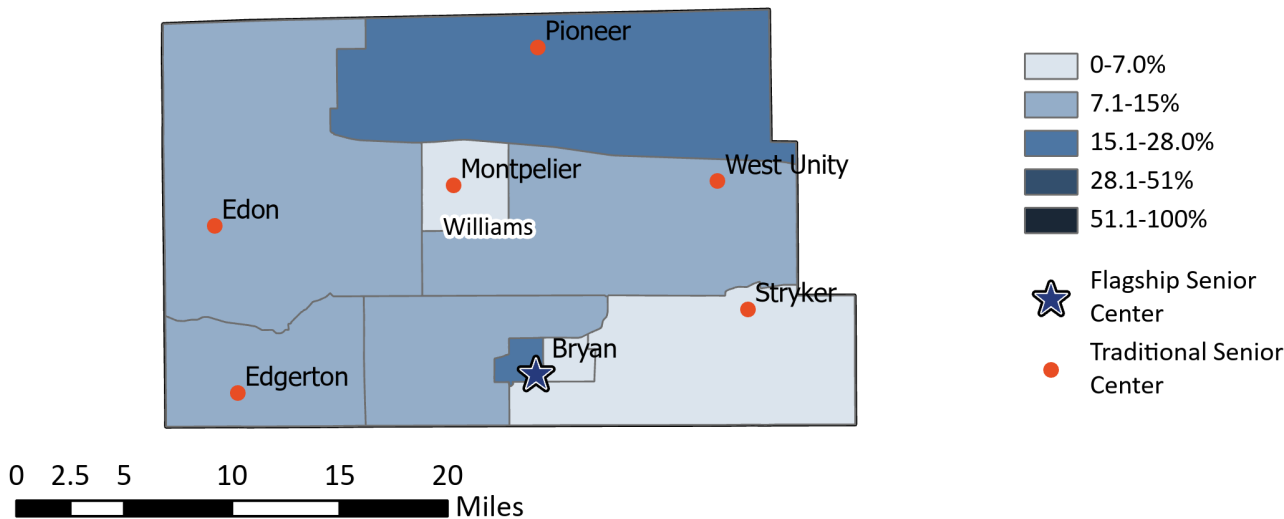 Pioneer
Montpelier
West Unity
Edon
Williams
Stryker
Bryan
Edgerton
0-7.0%
7.1-15%
15.1-28.0%
28.1-51%
51.1-100%
Flagship Senior
Center
Traditional Senior
Center
0 2.5 5 10 15 20
Miles